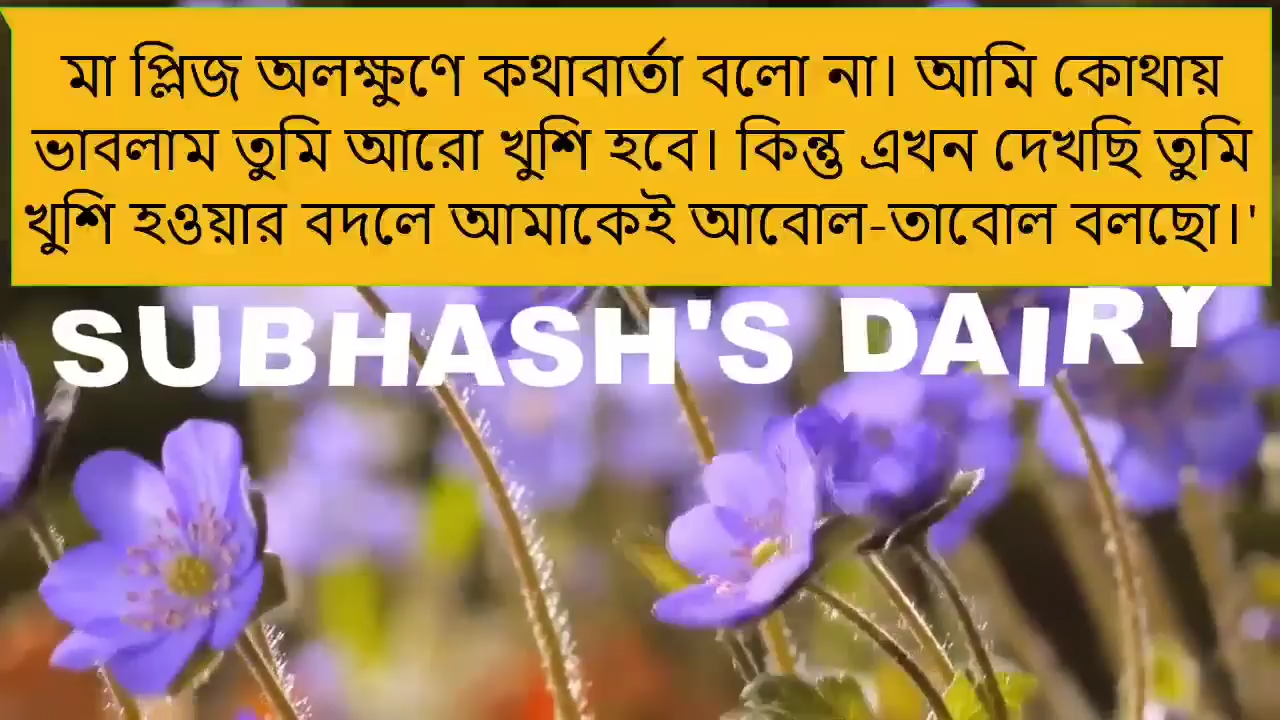 মা প্লিজ অলক্ষুণে কথাবার্তা বলো না। আমি কোথায়
ভাবলাম তুমি আরো খুশি হবে। কিন্তু এখন দেখছি তুমি
খুশি হওয়ার বদলে আমাকেই আবোল-তাবোল বলছো।'
SUBHASH'S DAIRY